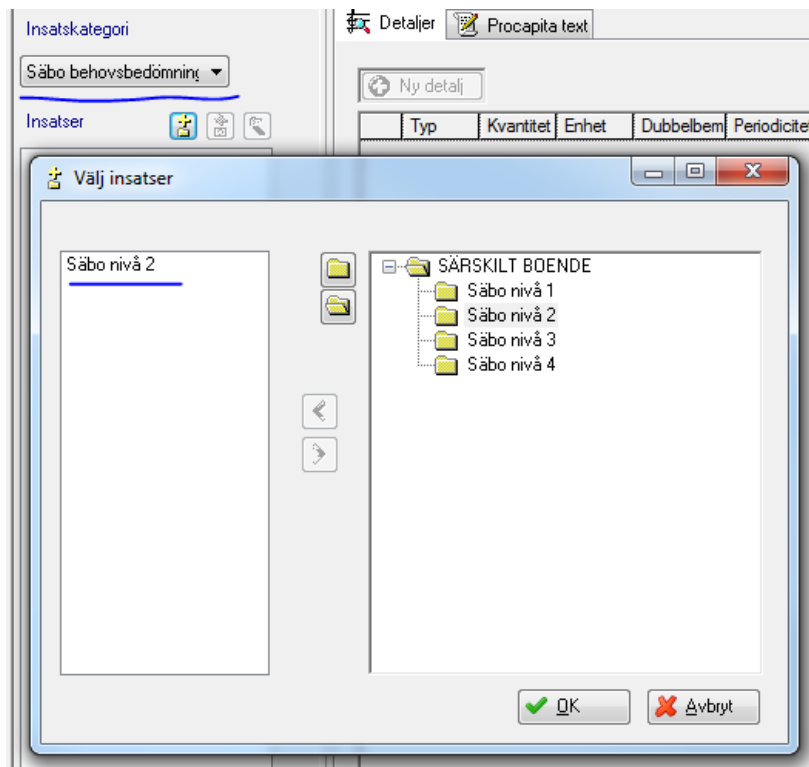 Insatskategori
Säbo behovsbedömning
Insatser
Detaljer
Procapita text
Ny detalj
Typ Kvantitet Enhet Dubbelbem Periodicitet
Välj insatser
Säbo nivå 2
SÄRSKILT BOENDE
Säbo nivå 1
Säbo nivå 2
Säbo nivå 3
Säbo nivå 4
OK
Avbryt